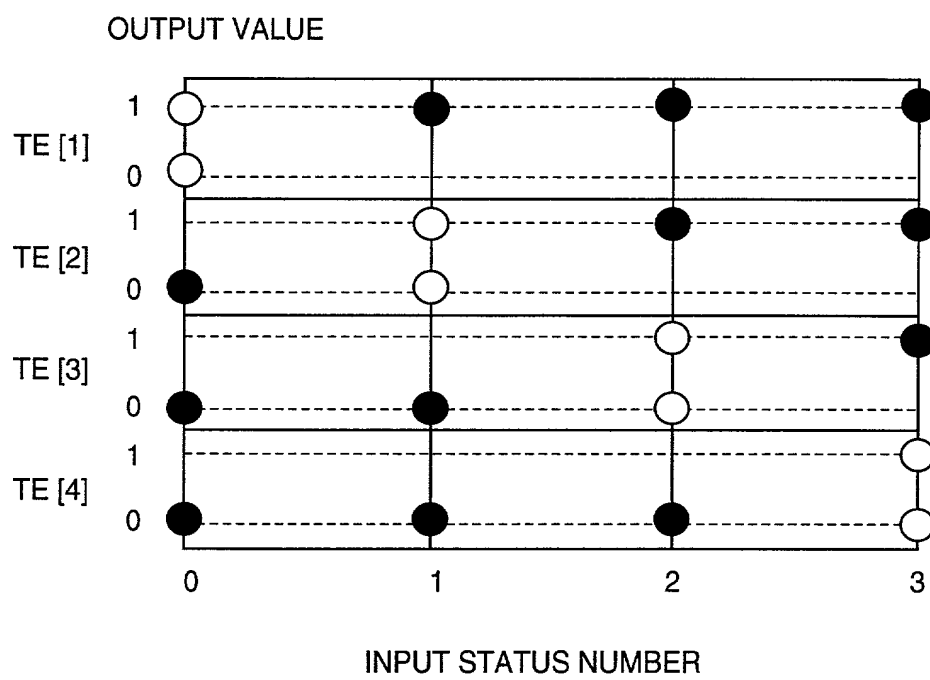 OUTPUT VALUE
1
TE [1]
0
1
TE [2]
0
1
TE [3]
0
1
TE [4]
0
0 1 2 3
INPUT STATUS NUMBER